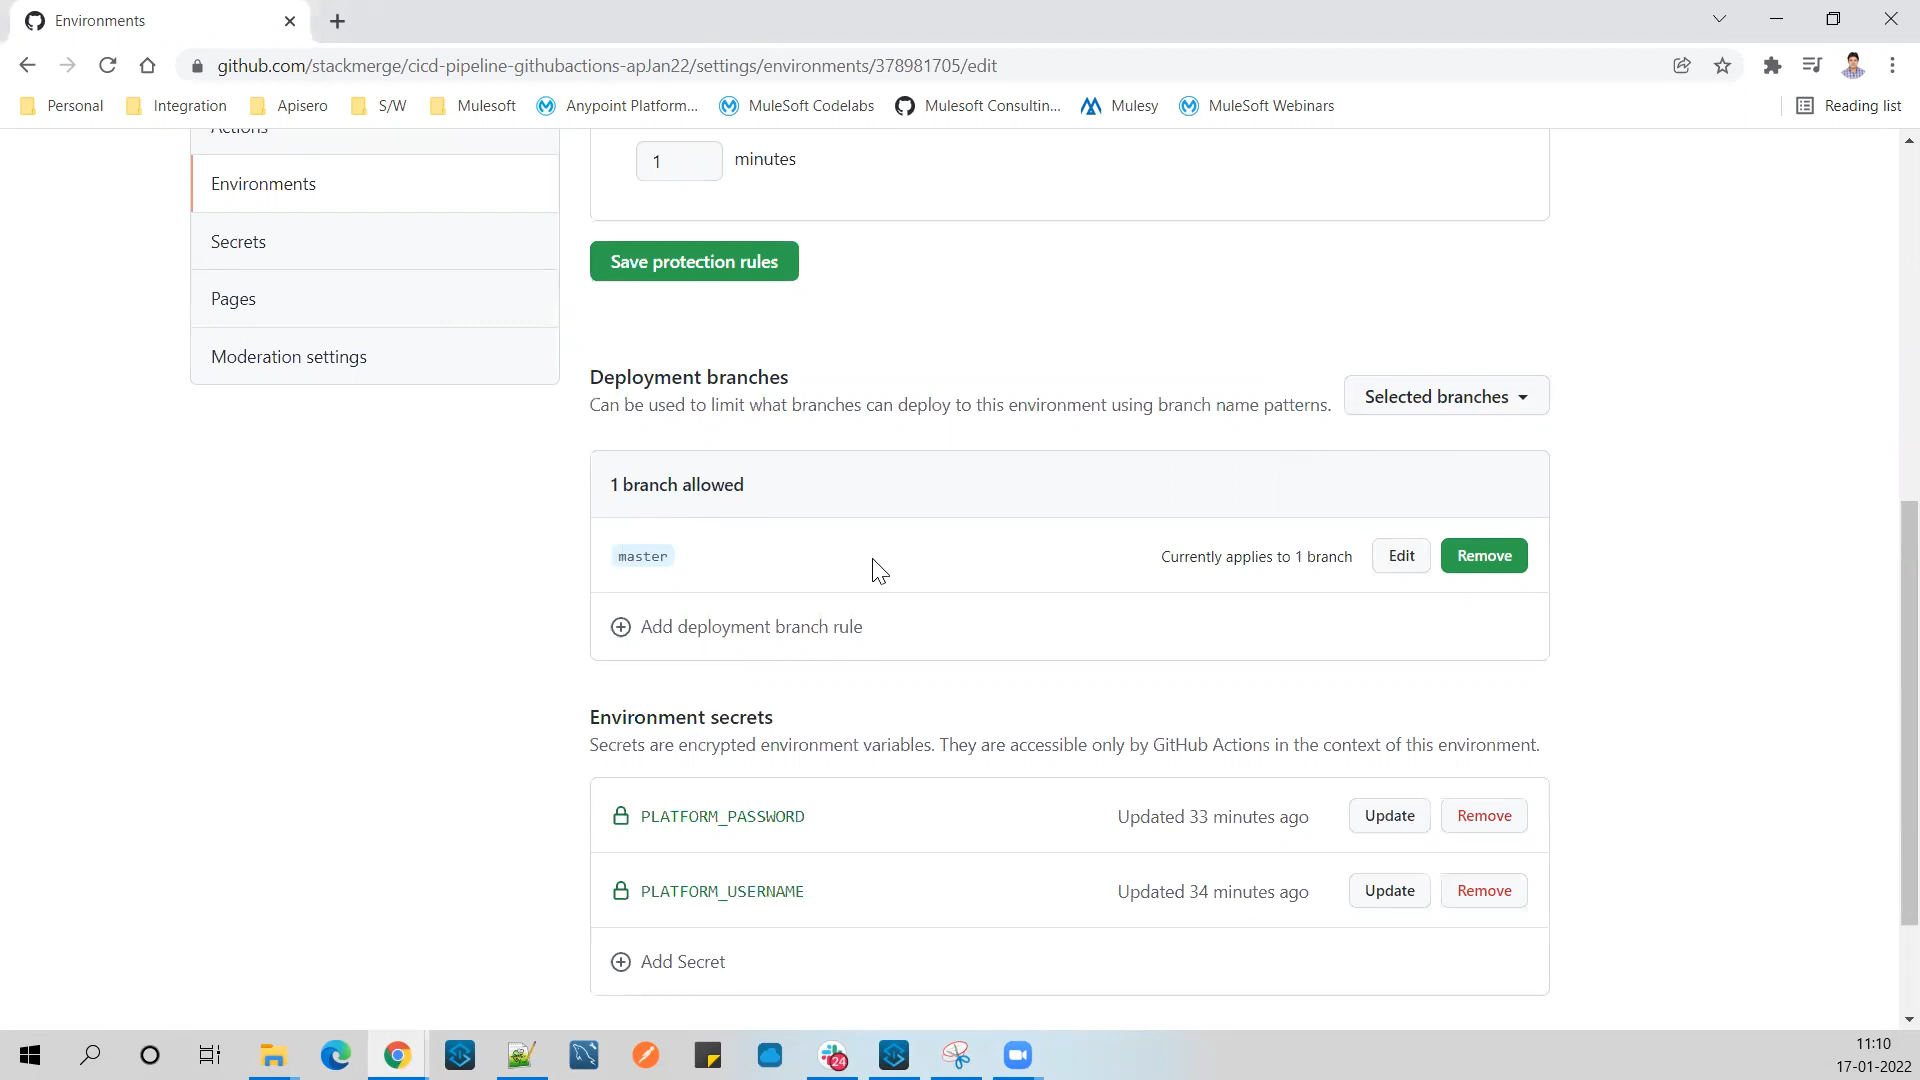 Environments
github.com/stackmerge/cicd-pipeline-githubactions-apJan22/settings/environments/378981705/edit
Personal Integration Apisero S/W Mulesoft Anypoint Platform... MuleSoft Codelabs Mulesoft Consultin... Mulesy MuleSoft Webinars Reading list
Actions
1 minutes
Environments
Secrets
Save protection rules
Pages
Moderation settings
Deployment branches
Can be used to limit what branches can deploy to this environment using branch name patterns.
Selected branches
1 branch allowed
master Currently applies to 1 branch Edit Remove
Add deployment branch rule
Environment secrets
Secrets are encrypted environment variables. They are accessible only by GitHub Actions in the context of this environment.
PLATFORM_PASSWORD Updated 33 minutes ago Update Remove
PLATFORM_USERNAME Updated 34 minutes ago Update Remove
Add Secret
24
11:10
17-01-2022